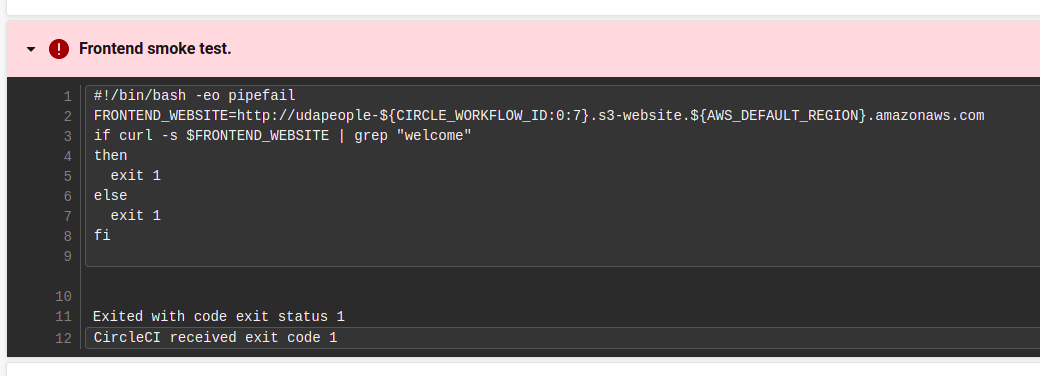 Frontend smoke test.
1 #!/bin/bash -eo pipefail
2 FRONTEND_WEBSITE=http://udapeople-${CIRCLE_WORKFLOW_ID:0:7}.s3-website.${AWS_DEFAULT_REGION}.amazonaws.com
3 if curl -s $FRONTEND_WEBSITE | grep "welcome"
4 then
5   exit 1
6 else
7   exit 1
8 fi
9
10
11 Exited with code exit status 1
12 CircleCI received exit code 1